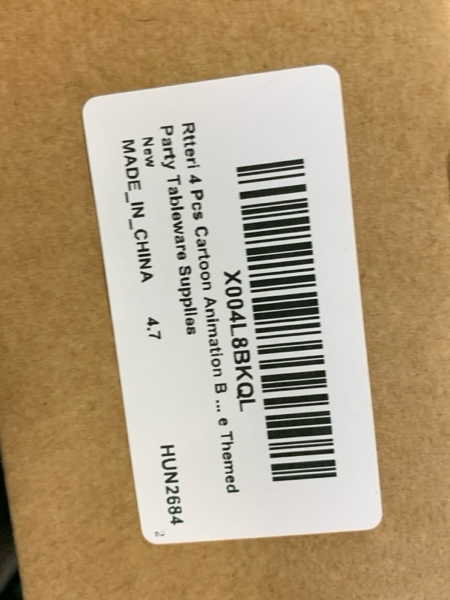 X004L8BKQL
Rtteri 4 Pcs Cartoon Animation B ... e Themed
Party Tableware Supplies
New
MADE_IN_CHINA 4.7 HUN2684
2